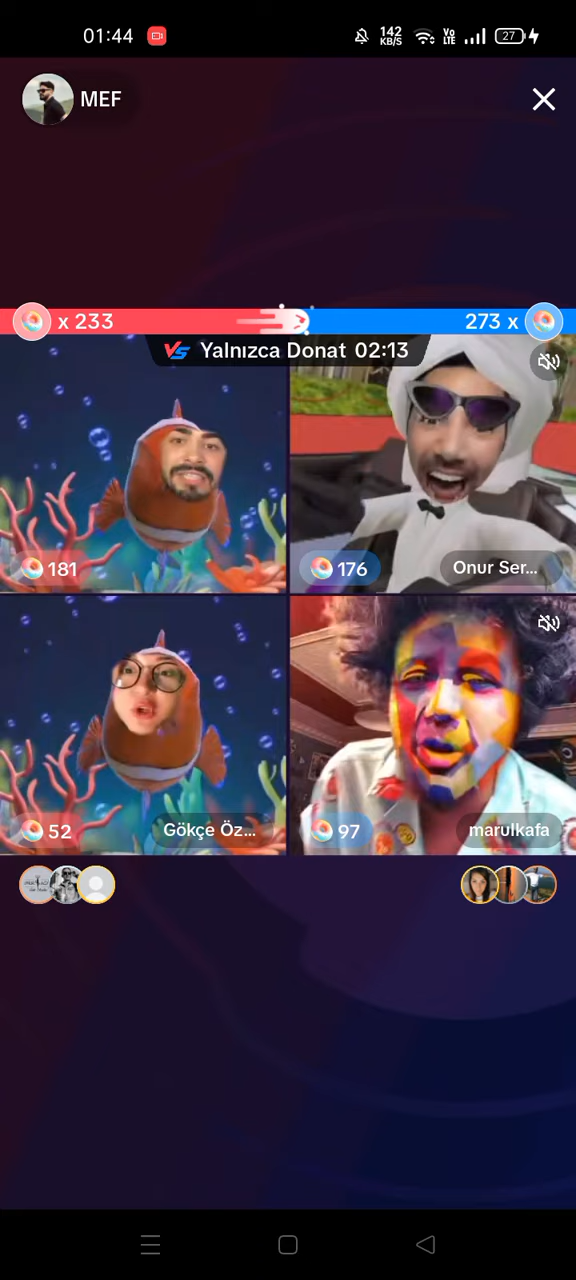 01:44
142
KB/S
Vo
LTE
27
MEF
x 233
273 x
VS Yalnızca Donat 02:13
181
176
Onur Ser...
52
Gökçe Öz...
97
marulkafa